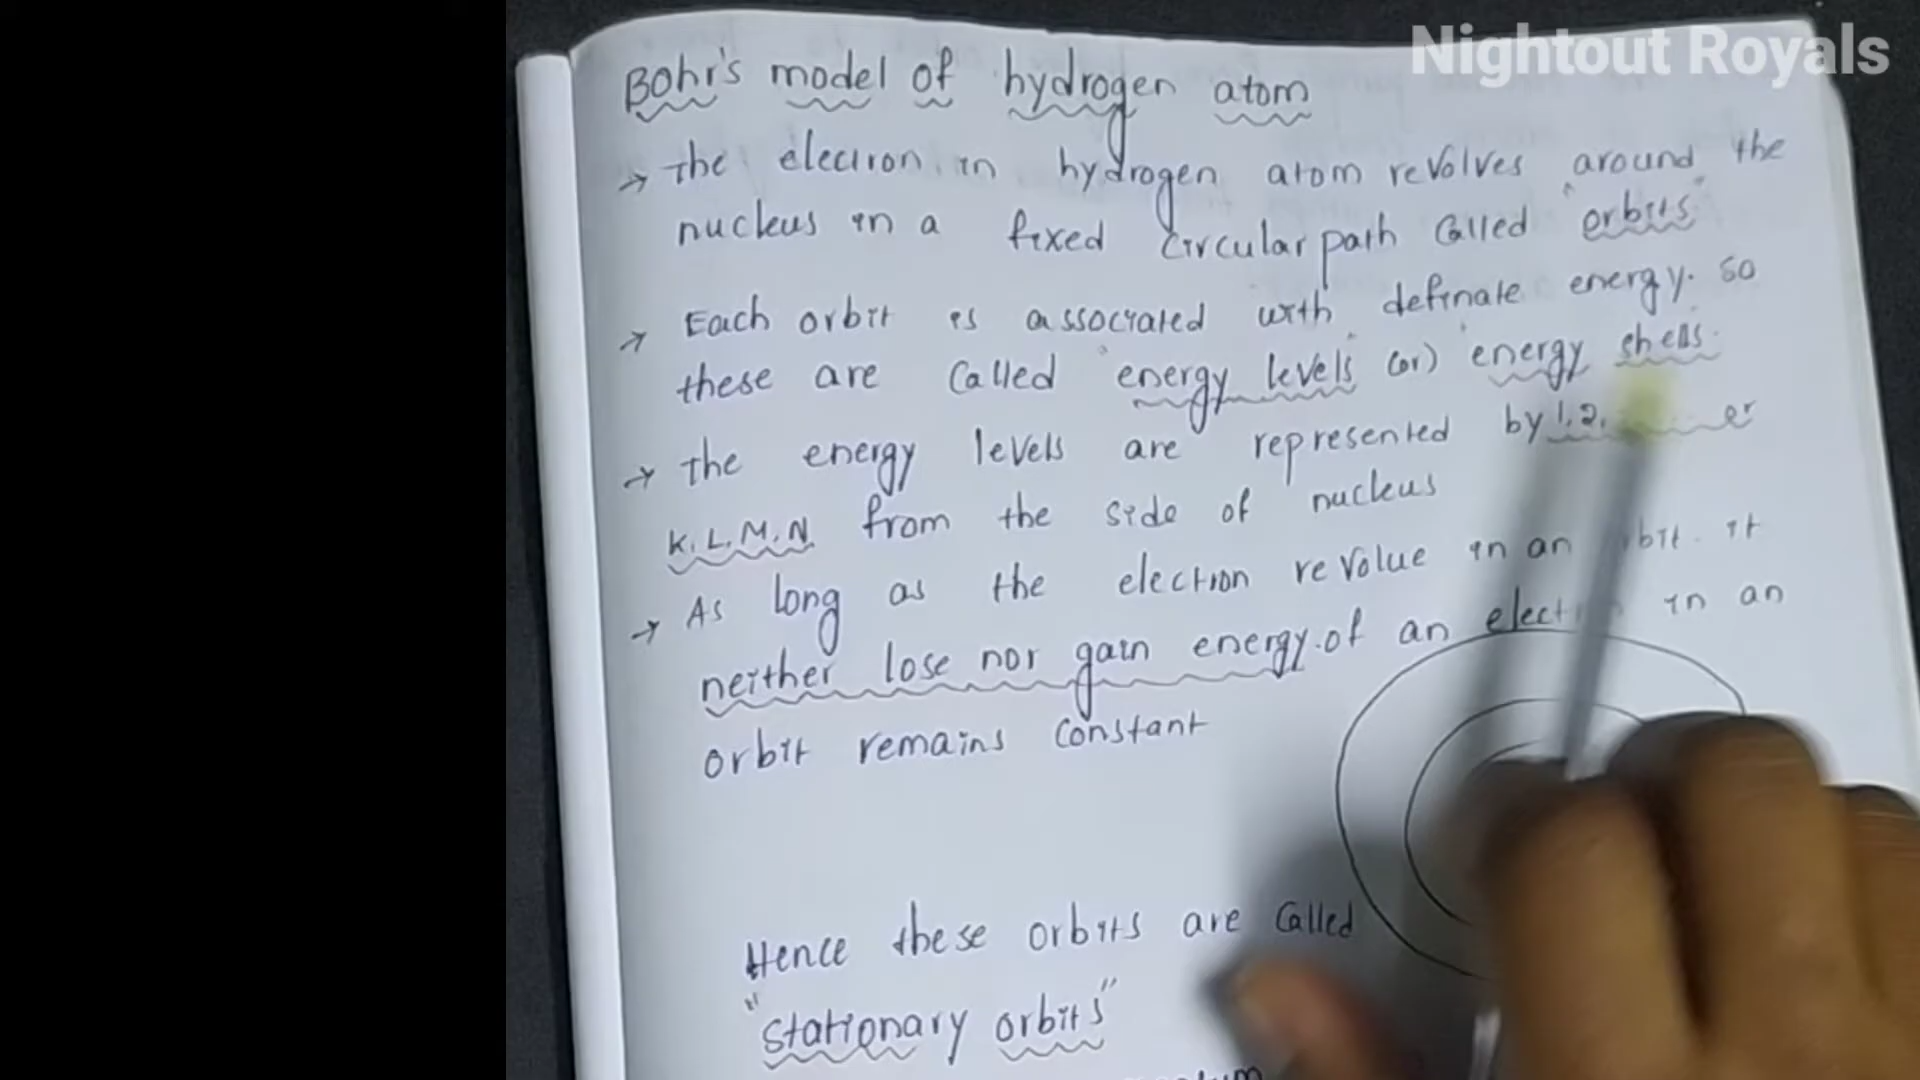 Nightout Royals
Bohr's model of hydrogen atom
→ The electron in hydrogen atom revolves around the
nucleus in a fixed circular path called "orbits"
→ Each orbit is associated with definate energy. so
these are called "energy levels" (or) "energy shells.
→ The energy levels are represented by 1, 2,
K. L. M. N from the side of nucleus
→ As long as the electron revolue in an it
neither lose nor gain energy. of an in an
orbit remains constant
Hence these orbits are called
"stationary orbits"